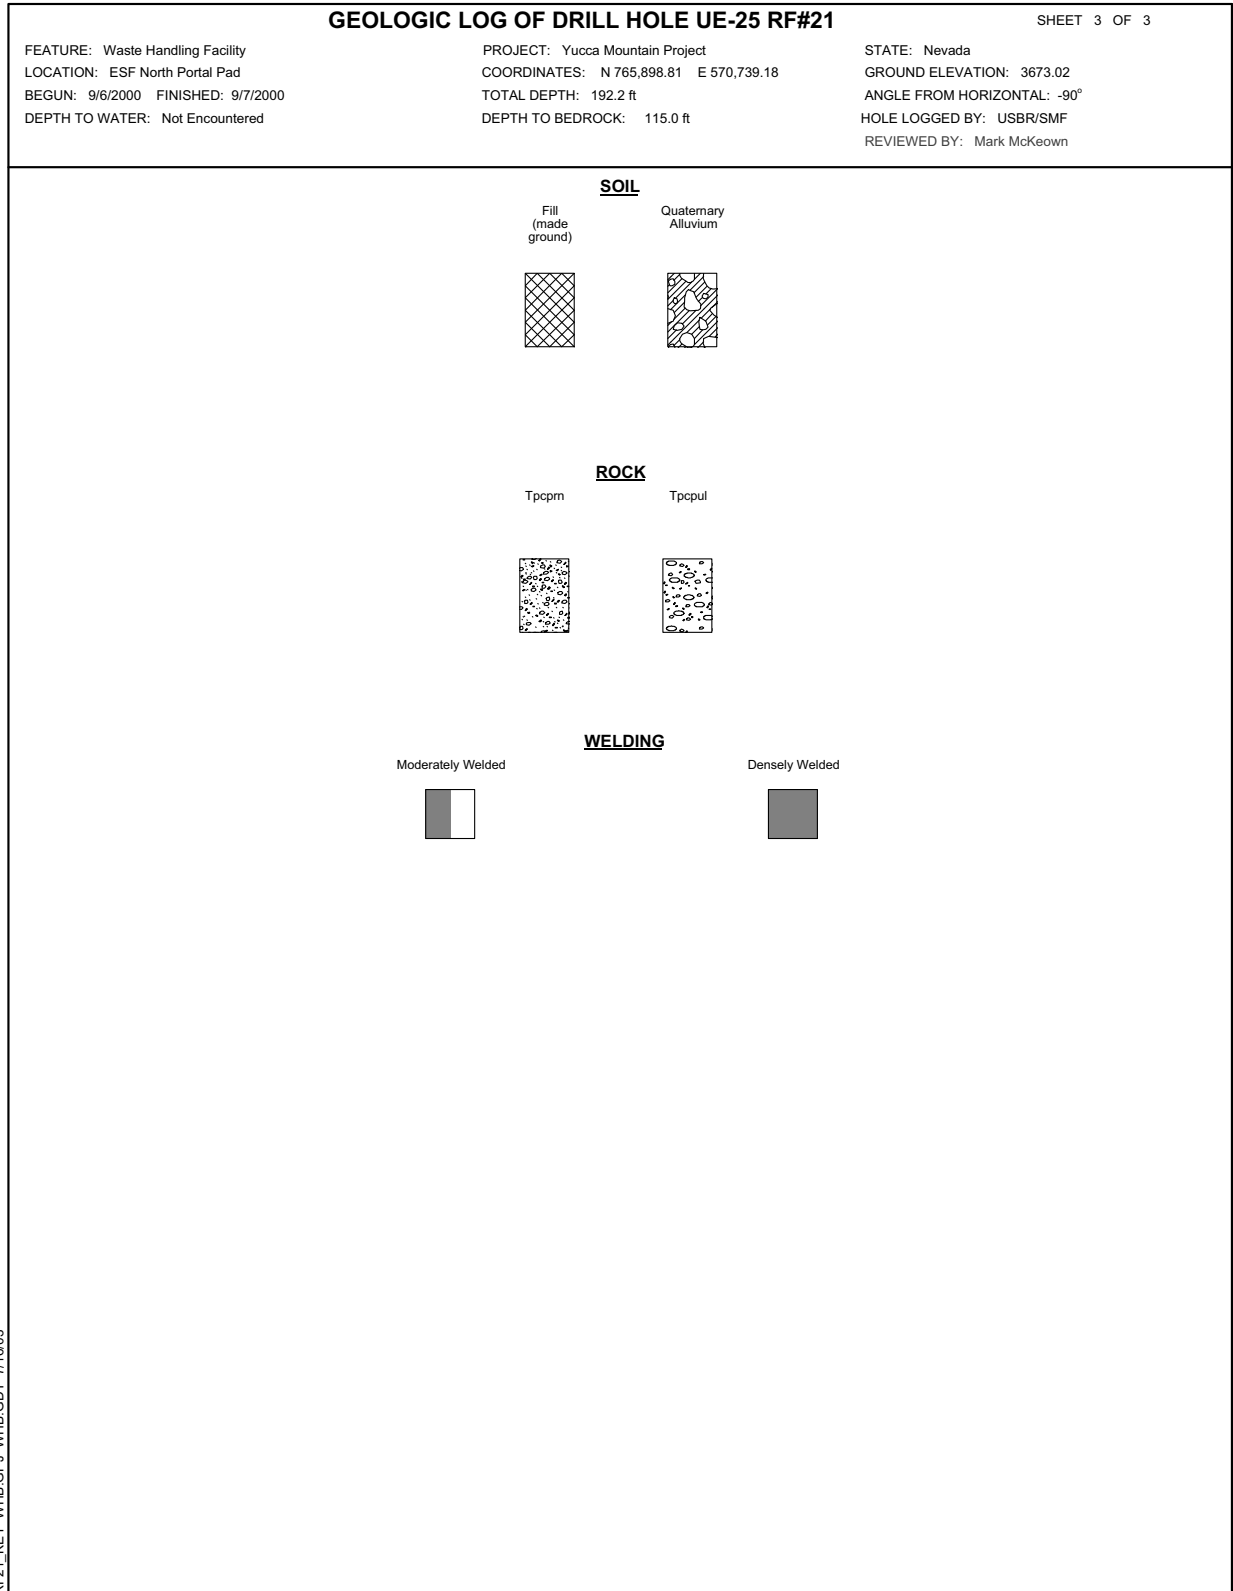 GEOLOGIC LOG OF DRILL HOLE UE-25 RF#21 SHEET 3 OF 3
FEATURE: Waste Handling Facility PROJECT: Yucca Mountain Project STATE: Nevada
LOCATION: ESF North Portal Pad COORDINATES: N 765,898.81 E 570,739.18 GROUND ELEVATION: 3673.02
BEGUN: 9/6/2000 FINISHED: 9/7/2000 TOTAL DEPTH: 192.2 ft ANGLE FROM HORIZONTAL: -90°
DEPTH TO WATER: Not Encountered DEPTH TO BEDROCK: 115.0 ft HOLE LOGGED BY: USBR/SMF
REVIEWED BY: Mark McKeown
SOIL
Fill Quaternary
(made Alluvium
ground)
ROCK
Tpcprn Tpcpul
WELDING
Moderately Welded Densely Welded